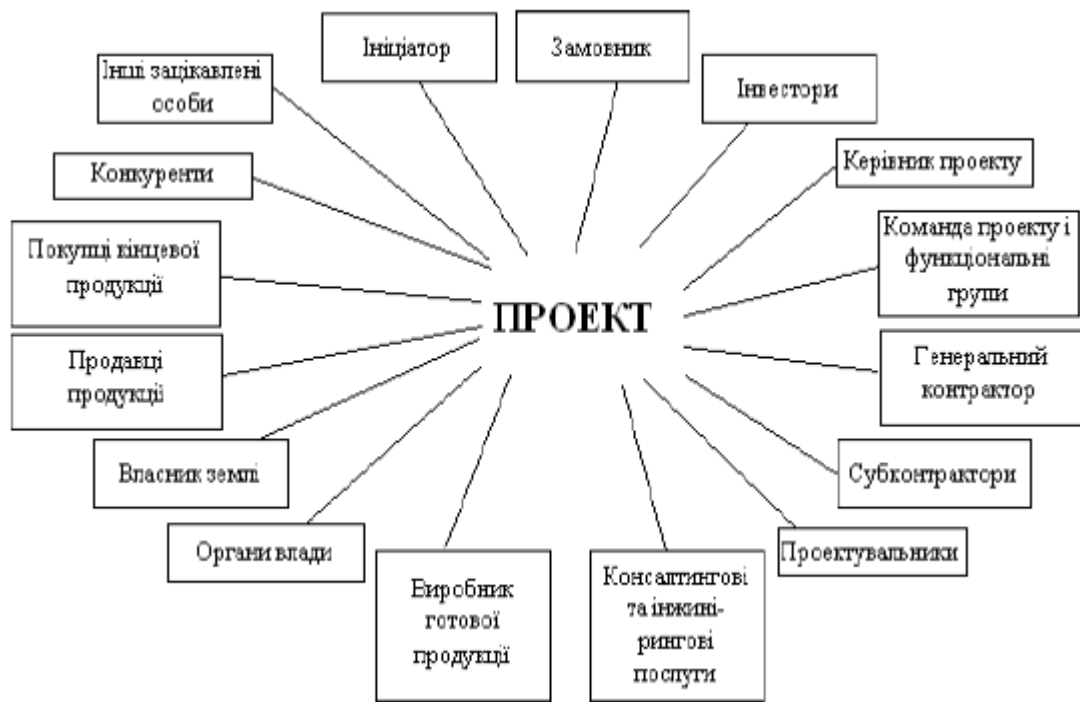 Ініціатор
Замовник
Інвестори
Керівник проекту
Команда проекту і
функціональні
групи
Генеральний
контрактор
Субконтрактори
Проектувальники
Консалтингові
та інжині-
рингові
послуги
Виробник
готової
продукції
Органи влади
Власник землі
Продавці
продукції
Покупці кінцевої
продукції
Конкуренти
Інші зацікавлені
особи
ПРОЕКТ